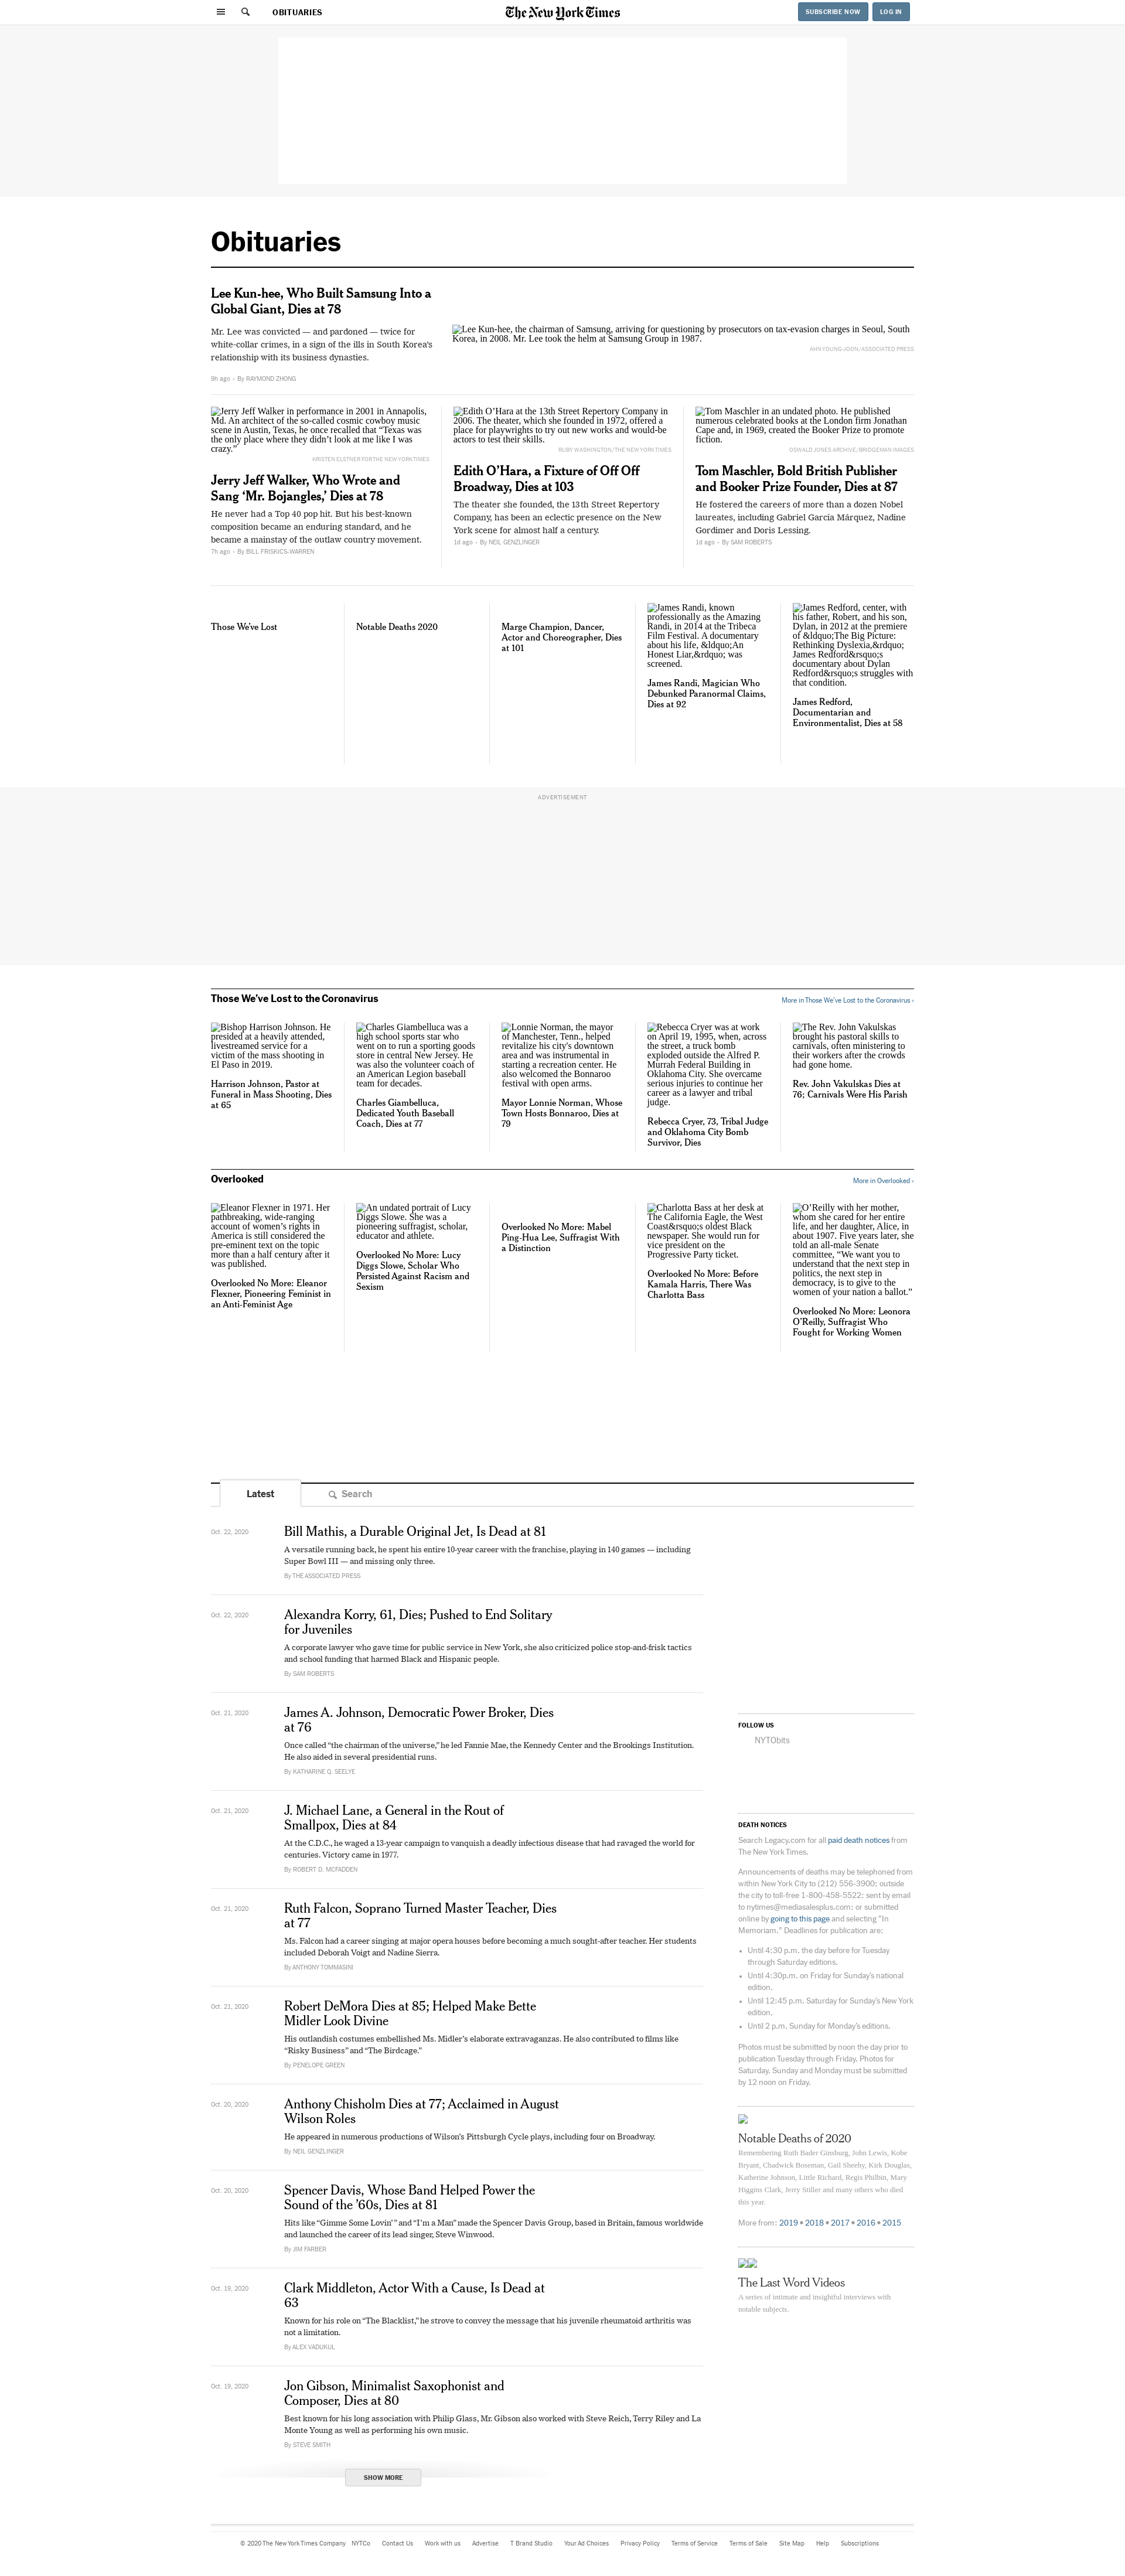 OBITUARIES
The New York Times
SUBSCRIBE NOW
LOG IN
Obituaries
Lee Kun-hee, Who Built Samsung Into a
Global Giant, Dies at 78
Mr. Lee was convicted — and pardoned — twice for
white-collar crimes, in a sign of the ills in South Korea's
relationship with its business dynasties.
9h ago · By RAYMOND ZHONG
Lee Kun-hee, the chairman of Samsung, arriving for questioning by prosecutors on tax-evasion charges in Seoul, South
Korea, in 2008. Mr. Lee took the helm at Samsung Group in 1987.
AHN YOUNG-JOON/ASSOCIATED PRESS
Jerry Jeff Walker in performance in 2001 in Annapolis,
Md. An architect of the so-called cosmic cowboy music
scene in Austin, Texas, he once recalled that “Texas was
the only place where they didn’t look at me like I was
crazy.”
KRISTEN ELSTNER FOR THE NEW YORK TIMES
Jerry Jeff Walker, Who Wrote and
Sang ‘Mr. Bojangles,’ Dies at 78
He never had a Top 40 pop hit. But his best-known
composition became an enduring standard, and he
became a mainstay of the outlaw country movement.
7h ago · By BILL FRISKICS-WARREN
Edith O’Hara at the 13th Street Repertory Company in
2006. The theater, which she founded in 1972, offered a
place for playwrights to try out new works and would-be
actors to test their skills.
RUBY WASHINGTON/THE NEW YORK TIMES
Edith O’Hara, a Fixture of Off Off
Broadway, Dies at 103
The theater she founded, the 13th Street Repertory
Company, has been an eclectic presence on the New
York scene for almost half a century.
1d ago · By NEIL GENZLINGER
Tom Maschler in an undated photo. He published
numerous celebrated books at the London firm Jonathan
Cape and, in 1969, created the Booker Prize to promote
fiction.
OSWALD JONES ARCHIVE/BRIDGEMAN IMAGES
Tom Maschler, Bold British Publisher
and Booker Prize Founder, Dies at 87
He fostered the careers of more than a dozen Nobel
laureates, including Gabriel García Márquez, Nadine
Gordimer and Doris Lessing.
1d ago · By SAM ROBERTS
Those We’ve Lost
Notable Deaths 2020
Marge Champion, Dancer,
Actor and Choreographer, Dies
at 101
James Randi, known
professionally as the Amazing
Randi, in 2014 at the Tribeca
Film Festival. A documentary
about his life, &ldquo;An
Honest Liar,&rdquo; was
screened.
James Randi, Magician Who
Debunked Paranormal Claims,
Dies at 92
James Redford, center, with
his father, Robert, and his son,
Dylan, in 2012 at the premiere
of &ldquo;The Big Picture:
Rethinking Dyslexia,&rdquo;
James Redford&rsquo;s
documentary about Dylan
Redford&rsquo;s struggles with
that condition.
James Redford,
Documentarian and
Environmentalist, Dies at 58
ADVERTISEMENT
Those We’ve Lost to the Coronavirus
More in Those We’ve Lost to the Coronavirus ›
Bishop Harrison Johnson. He
presided at a heavily attended,
livestreamed service for a
victim of the mass shooting in
El Paso in 2019.
Harrison Johnson, Pastor at
Funeral in Mass Shooting, Dies
at 65
Charles Giambelluca was a
high school sports star who
went on to run a sporting goods
store in central New Jersey. He
was also the volunteer coach of
an American Legion baseball
team for decades.
Charles Giambelluca,
Dedicated Youth Baseball
Coach, Dies at 77
Lonnie Norman, the mayor
of Manchester, Tenn., helped
revitalize his city's downtown
area and was instrumental in
starting a recreation center. He
also welcomed the Bonnaroo
festival with open arms.
Mayor Lonnie Norman, Whose
Town Hosts Bonnaroo, Dies at
79
Rebecca Cryer was at work
on April 19, 1995, when, across
the street, a truck bomb
exploded outside the Alfred P.
Murrah Federal Building in
Oklahoma City. She overcame
serious injuries to continue her
career as a lawyer and tribal
judge.
Rebecca Cryer, 73, Tribal Judge
and Oklahoma City Bomb
Survivor, Dies
The Rev. John Vakulskas
brought his pastoral skills to
carnivals, often ministering to
their workers after the crowds
had gone home.
Rev. John Vakulskas Dies at
76; Carnivals Were His Parish
Overlooked
More in Overlooked ›
Eleanor Flexner in 1971. Her
pathbreaking, wide-ranging
account of women’s rights in
America is still considered the
pre-eminent text on the topic
more than a half century after it
was published.
Overlooked No More: Eleanor
Flexner, Pioneering Feminist in
an Anti-Feminist Age
An undated portrait of Lucy
Diggs Slowe. She was a
pioneering suffragist, scholar,
educator and athlete.
Overlooked No More: Lucy
Diggs Slowe, Scholar Who
Persisted Against Racism and
Sexism
Overlooked No More: Mabel
Ping-Hua Lee, Suffragist With
a Distinction
Charlotta Bass at her desk at
The California Eagle, the West
Coast&rsquo;s oldest Black
newspaper. She would run for
vice president on the
Progressive Party ticket.
Overlooked No More: Before
Kamala Harris, There Was
Charlotta Bass
O’Reilly with her mother,
whom she cared for her entire
life, and her daughter, Alice, in
about 1907. Five years later, she
told an all-male Senate
committee, “We want you to
understand that the next step in
politics, the next step in
democracy, is to give to the
women of your nation a ballot.”
Overlooked No More: Leonora
O’Reilly, Suffragist Who
Fought for Working Women
Latest
Search
Oct. 22, 2020
Bill Mathis, a Durable Original Jet, Is Dead at 81
A versatile running back, he spent his entire 10-year career with the franchise, playing in 140 games — including
Super Bowl III — and missing only three.
By THE ASSOCIATED PRESS
Oct. 22, 2020
Alexandra Korry, 61, Dies; Pushed to End Solitary
for Juveniles
A corporate lawyer who gave time for public service in New York, she also criticized police stop-and-frisk tactics
and school funding that harmed Black and Hispanic people.
By SAM ROBERTS
Oct. 21, 2020
James A. Johnson, Democratic Power Broker, Dies
at 76
Once called “the chairman of the universe,” he led Fannie Mae, the Kennedy Center and the Brookings Institution.
He also aided in several presidential runs.
By KATHARINE Q. SEELYE
Oct. 21, 2020
J. Michael Lane, a General in the Rout of
Smallpox, Dies at 84
At the C.D.C., he waged a 13-year campaign to vanquish a deadly infectious disease that had ravaged the world for
centuries. Victory came in 1977.
By ROBERT D. MCFADDEN
Oct. 21, 2020
Ruth Falcon, Soprano Turned Master Teacher, Dies
at 77
Ms. Falcon had a career singing at major opera houses before becoming a much sought-after teacher. Her students
included Deborah Voigt and Nadine Sierra.
By ANTHONY TOMMASINI
Oct. 21, 2020
Robert DeMora Dies at 85; Helped Make Bette
Midler Look Divine
His outlandish costumes embellished Ms. Midler’s elaborate extravaganzas. He also contributed to films like
“Risky Business” and “The Birdcage.”
By PENELOPE GREEN
Oct. 20, 2020
Anthony Chisholm Dies at 77; Acclaimed in August
Wilson Roles
He appeared in numerous productions of Wilson’s Pittsburgh Cycle plays, including four on Broadway.
By NEIL GENZLINGER
Oct. 20, 2020
Spencer Davis, Whose Band Helped Power the
Sound of the ’60s, Dies at 81
Hits like “Gimme Some Lovin’ ” and “I’m a Man” made the Spencer Davis Group, based in Britain, famous worldwide
and launched the career of its lead singer, Steve Winwood.
By JIM FARBER
Oct. 19, 2020
Clark Middleton, Actor With a Cause, Is Dead at
63
Known for his role on “The Blacklist,” he strove to convey the message that his juvenile rheumatoid arthritis was
not a limitation.
By ALEX VADUKUL
Oct. 19, 2020
Jon Gibson, Minimalist Saxophonist and
Composer, Dies at 80
Best known for his long association with Philip Glass, Mr. Gibson also worked with Steve Reich, Terry Riley and La
Monte Young as well as performing his own music.
By STEVE SMITH
SHOW MORE
FOLLOW US
NYTObits
DEATH NOTICES
Search Legacy.com for all paid death notices from
The New York Times.
Announcements of deaths may be telephoned from
within New York City to (212) 556-3900; outside
the city to toll-free 1-800-458-5522; sent by email
to nytimes@mediasalesplus.com; or submitted
online by going to this page and selecting "In
Memoriam." Deadlines for publication are:
• Until 4:30 p.m. the day before for Tuesday
through Saturday editions.
• Until 4:30p.m. on Friday for Sunday’s national
edition.
• Until 12:45 p.m. Saturday for Sunday’s New York
edition.
• Until 2 p.m. Sunday for Monday’s editions.
Photos must be submitted by noon the day prior to
publication Tuesday through Friday. Photos for
Saturday, Sunday and Monday must be submitted
by 12 noon on Friday.
Notable Deaths of 2020
Remembering Ruth Bader Ginsburg, John Lewis, Kobe
Bryant, Chadwick Boseman, Gail Sheehy, Kirk Douglas,
Katherine Johnson, Little Richard, Regis Philbin, Mary
Higgins Clark, Jerry Stiller and many others who died
this year.
More from: 2019 • 2018 • 2017 • 2016 • 2015
The Last Word Videos
A series of intimate and insightful interviews with
notable subjects.
© 2020 The New York Times Company NYTCo Contact Us Work with us Advertise T Brand Studio Your Ad Choices Privacy Policy Terms of Service Terms of Sale Site Map Help Subscriptions